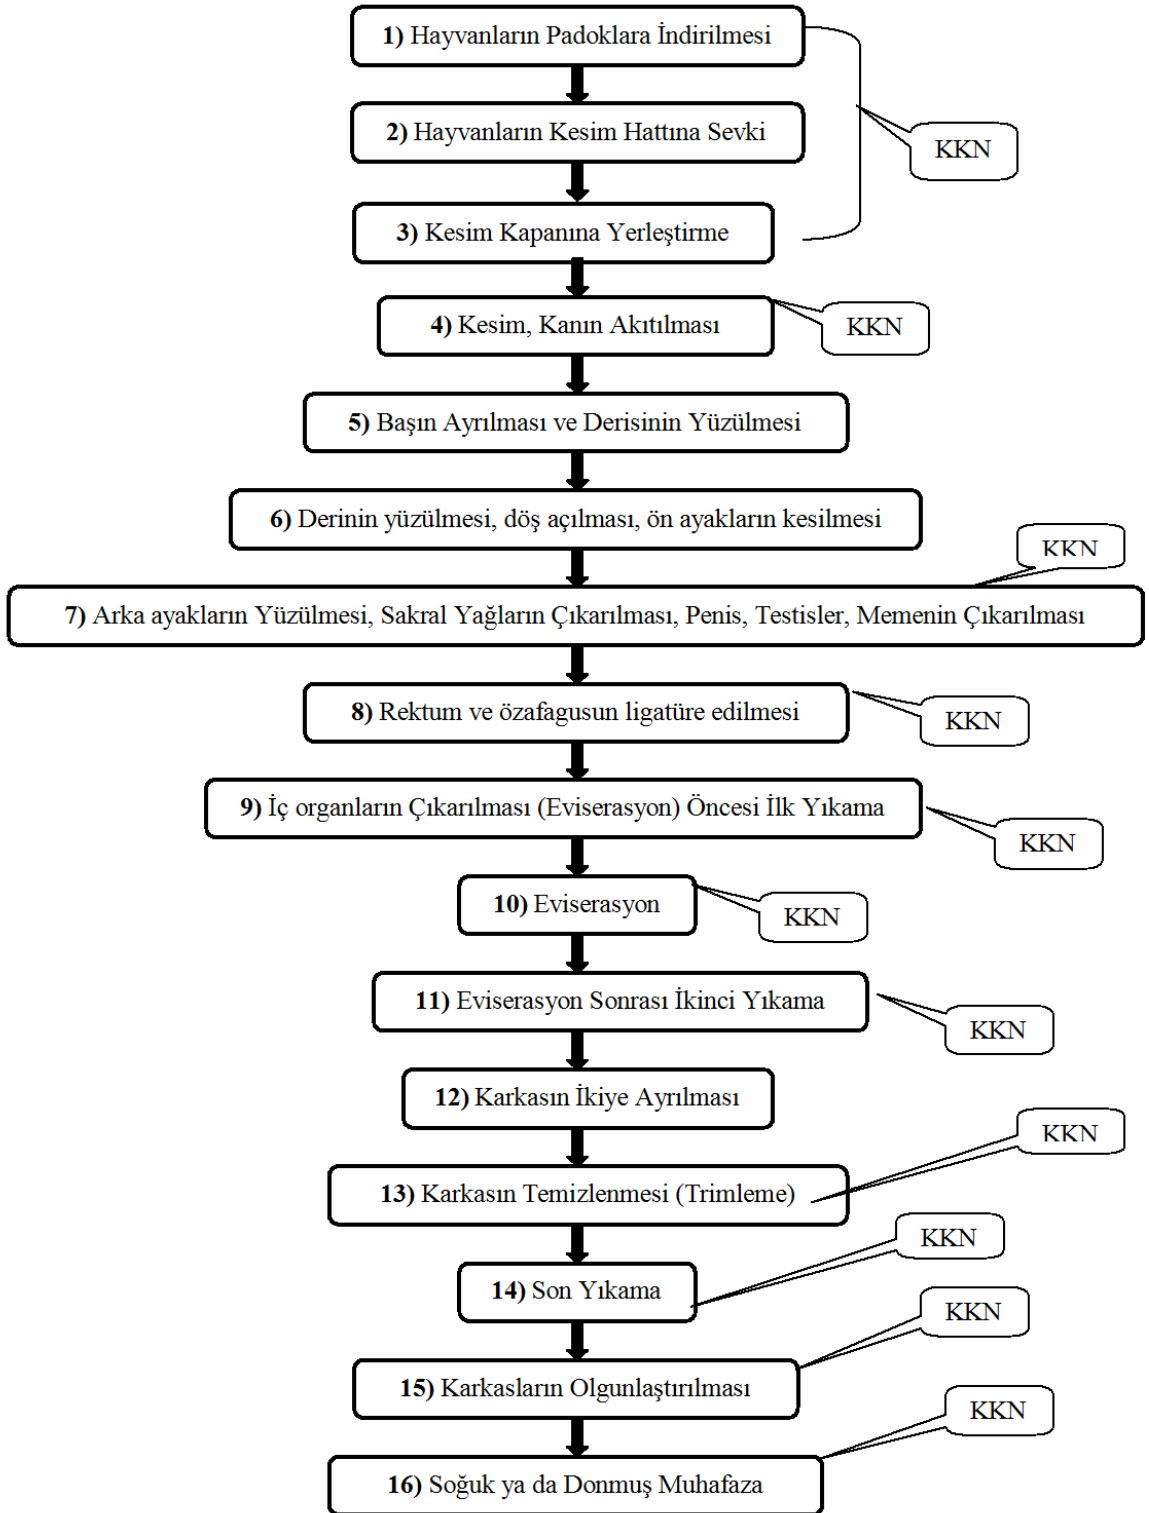 1) Hayvanların Padoklara İndirilmesi
KKN
2) Hayvanların Kesim Hattına Sevki
3) Kesim Kapanına Yerleştirme
4) Kesim, Kanın Akıtılması
KKN
5) Başın Ayrılması ve Derisinin Yüzülmesi
6) Derinin yüzülmesi, döş açılması, ön ayakların kesilmesi
KKN
7) Arka ayakların Yüzülmesi, Sakral Yağların Çıkarılması, Penis, Testisler, Memenin Çıkarılması
8) Rektum ve özafagusun ligatüre edilmesi
KKN
9) İç organların Çıkarılması (Eviserasyon) Öncesi İlk Yıkama
KKN
10) Eviserasyon
KKN
11) Eviserasyon Sonrası İkinci Yıkama
KKN
12) Karkasın İkiye Ayrılması
KKN
13) Karkasın Temizlenmesi (Trimleme)
KKN
14) Son Yıkama
KKN
15) Karkasların Olgunlaştırılması
KKN
16) Soğuk ya da Donmuş Muhafaza